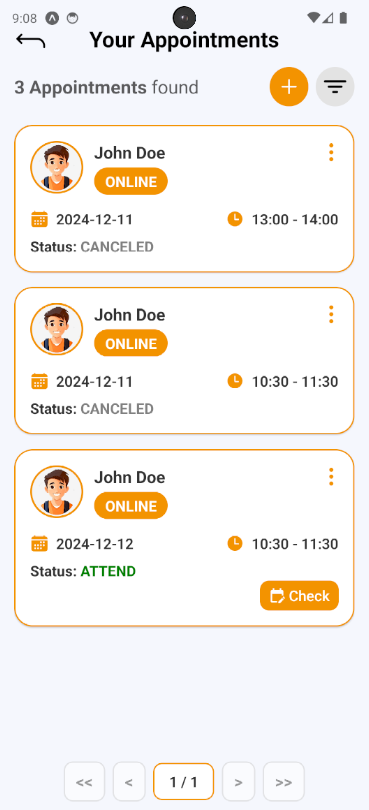 9:08
Your Appointments
3 Appointments found
John Doe
ONLINE
2024-12-11 13:00 - 14:00
Status: CANCELED
John Doe
ONLINE
2024-12-11 10:30 - 11:30
Status: CANCELED
John Doe
ONLINE
2024-12-12 10:30 - 11:30
Status: ATTEND
Check
<< < 1 / 1 > >>